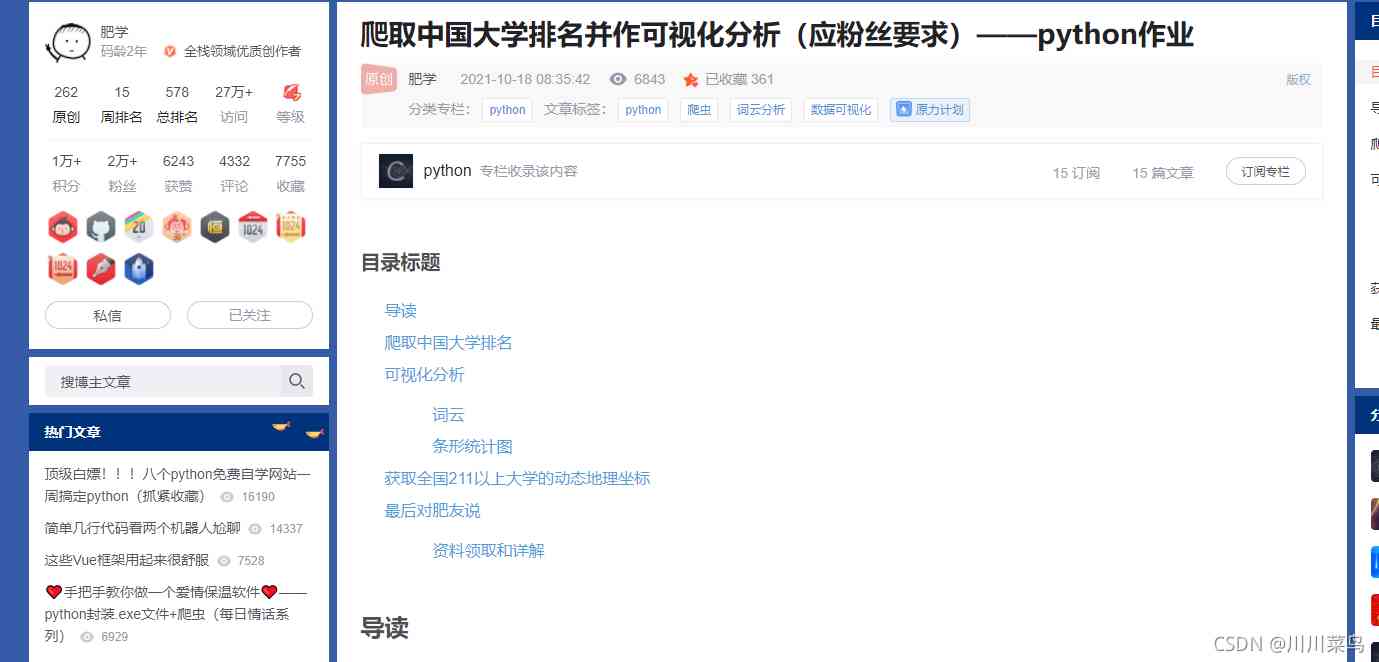 肥学
码龄2年 全栈领域优质创作者
262 15 578 27万+
原创 周排名 总排名 访问 等级
1万+ 2万+ 6243 4332 7755
积分 粉丝 获赞 评论 收藏
20 1024 1024
1024
私信 已关注
搜博主文章
热门文章
顶级白嫖！！！八个python免费自学网站一
周搞定python（抓紧收藏） 16190
简单几行代码看两个机器人尬聊 14337
这些Vue框架用起来很舒服 7528
手把手教你做一个爱情保温软件——
python封装.exe文件+爬虫（每日情话系
列） 6929
爬取中国大学排名并作可视化分析（应粉丝要求）——python作业
原创 肥学 2021-10-18 08:35:42 6843 已收藏 361 版权
分类专栏： python 文章标签： python 爬虫 词云分析 数据可视化 原力计划
python 专栏收录该内容 15 订阅 15 篇文章 订阅专栏
目录标题
导读
爬取中国大学排名
可视化分析
词云
条形统计图
获取全国211以上大学的动态地理坐标
最后对肥友说
资料领取和详解
导读
CSDN @川川菜鸟